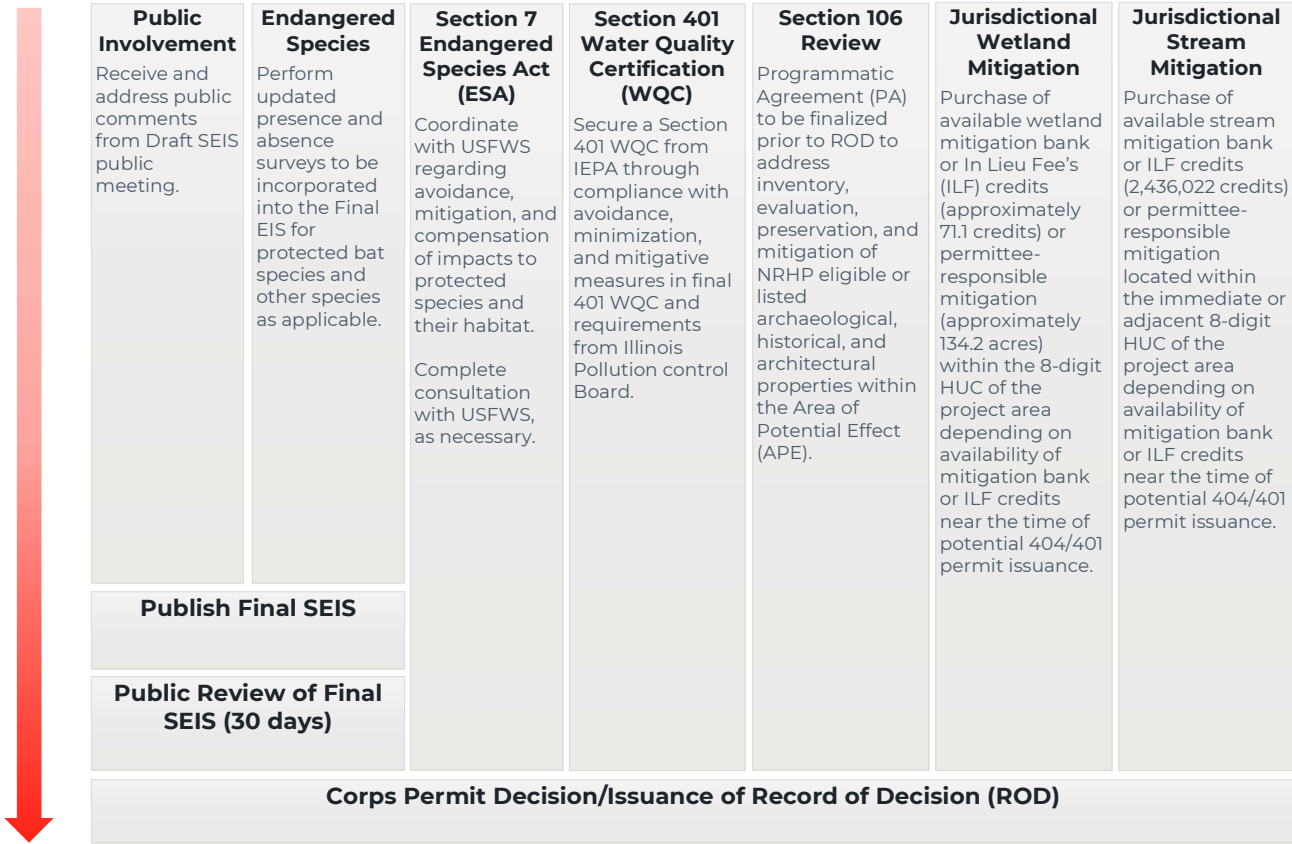 Public
Involvement
Receive and
address public
comments
from Draft SEIS
public
meeting.
Endangered
Species
Perform
updated
presence and
absence
surveys to be
incorporated
into the Final
EIS for
protected bat
species and
other species
as applicable.
Section 7
Endangered
Species Act
(ESA)
Coordinate
with USFWS
regarding
avoidance,
mitigation, and
compensation
of impacts to
protected
species and
their habitat.
Complete
consultation
with USFWS,
as necessary.
Section 401
Water Quality
Certification
(WQC)
Secure a Section
401 WQC from
IEPA through
compliance with
avoidance,
minimization,
and mitigative
measures in final
401 WQC and
requirements
from Illinois
Pollution control
Board.
Section 106
Review
Programmatic
Agreement (PA)
to be finalized
prior to ROD to
address
inventory,
evaluation,
preservation, and
mitigation of
NRHP eligible or
listed
archaeological,
historical, and
architectural
properties within
the Area of
Potential Effect
(APE).
Jurisdictional
Wetland
Mitigation
Purchase of
available wetland
mitigation bank
or In Lieu Fee’s
(ILF) credits
(approximately
71.1 credits) or
permittee-
responsible
mitigation
(approximately
134.2 acres)
within the 8-digit
HUC of the
project area
depending on
availability of
mitigation bank
or ILF credits
near the time of
potential 404/401
permit issuance.
Jurisdictional
Stream
Mitigation
Purchase of
available stream
mitigation bank
or ILF credits
(2,436,022 credits)
or permittee-
responsible
mitigation
located within
the immediate or
adjacent 8-digit
HUC of the
project area
depending on
availability of
mitigation bank
or ILF credits
near the time of
potential 404/401
permit issuance.
Publish Final SEIS
Public Review of Final
SEIS (30 days)
Corps Permit Decision/Issuance of Record of Decision (ROD)